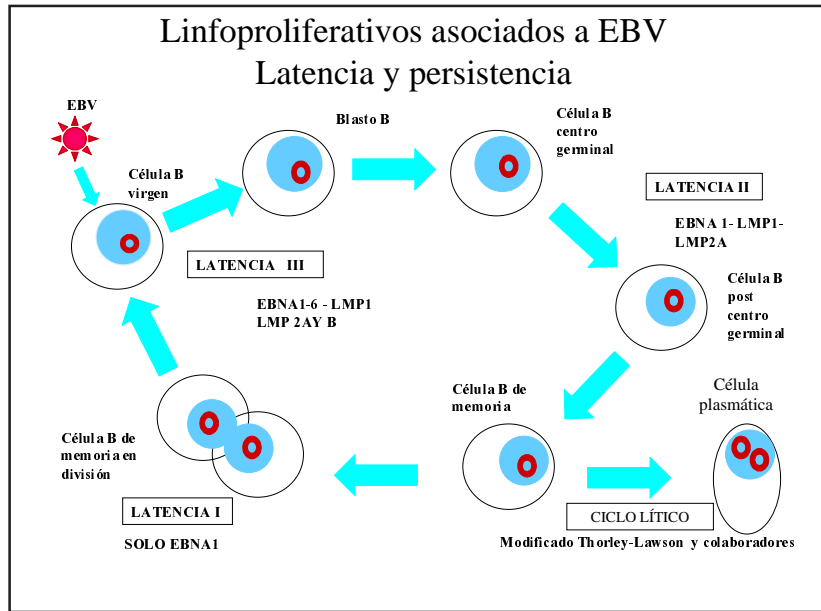 Linfoproliferativos asociados a EBV
Latencia y persistencia
EBV
Célula B
virgen
Blasto B
Célula B
centro
germinal
LATENCIA II
EBNA 1- LMP1-
LMP2A
LATENCIA III
EBNA1-6 - LMP1
LMP 2AY B
Célula B
post
centro
germinal
Célula B de
memoria
Célula
plasmática
Célula B de
memoria en
división
LATENCIA I
SOLO EBNA1
CICLO LÍTICO
Modificado Thorley-Lawson y colaboradores